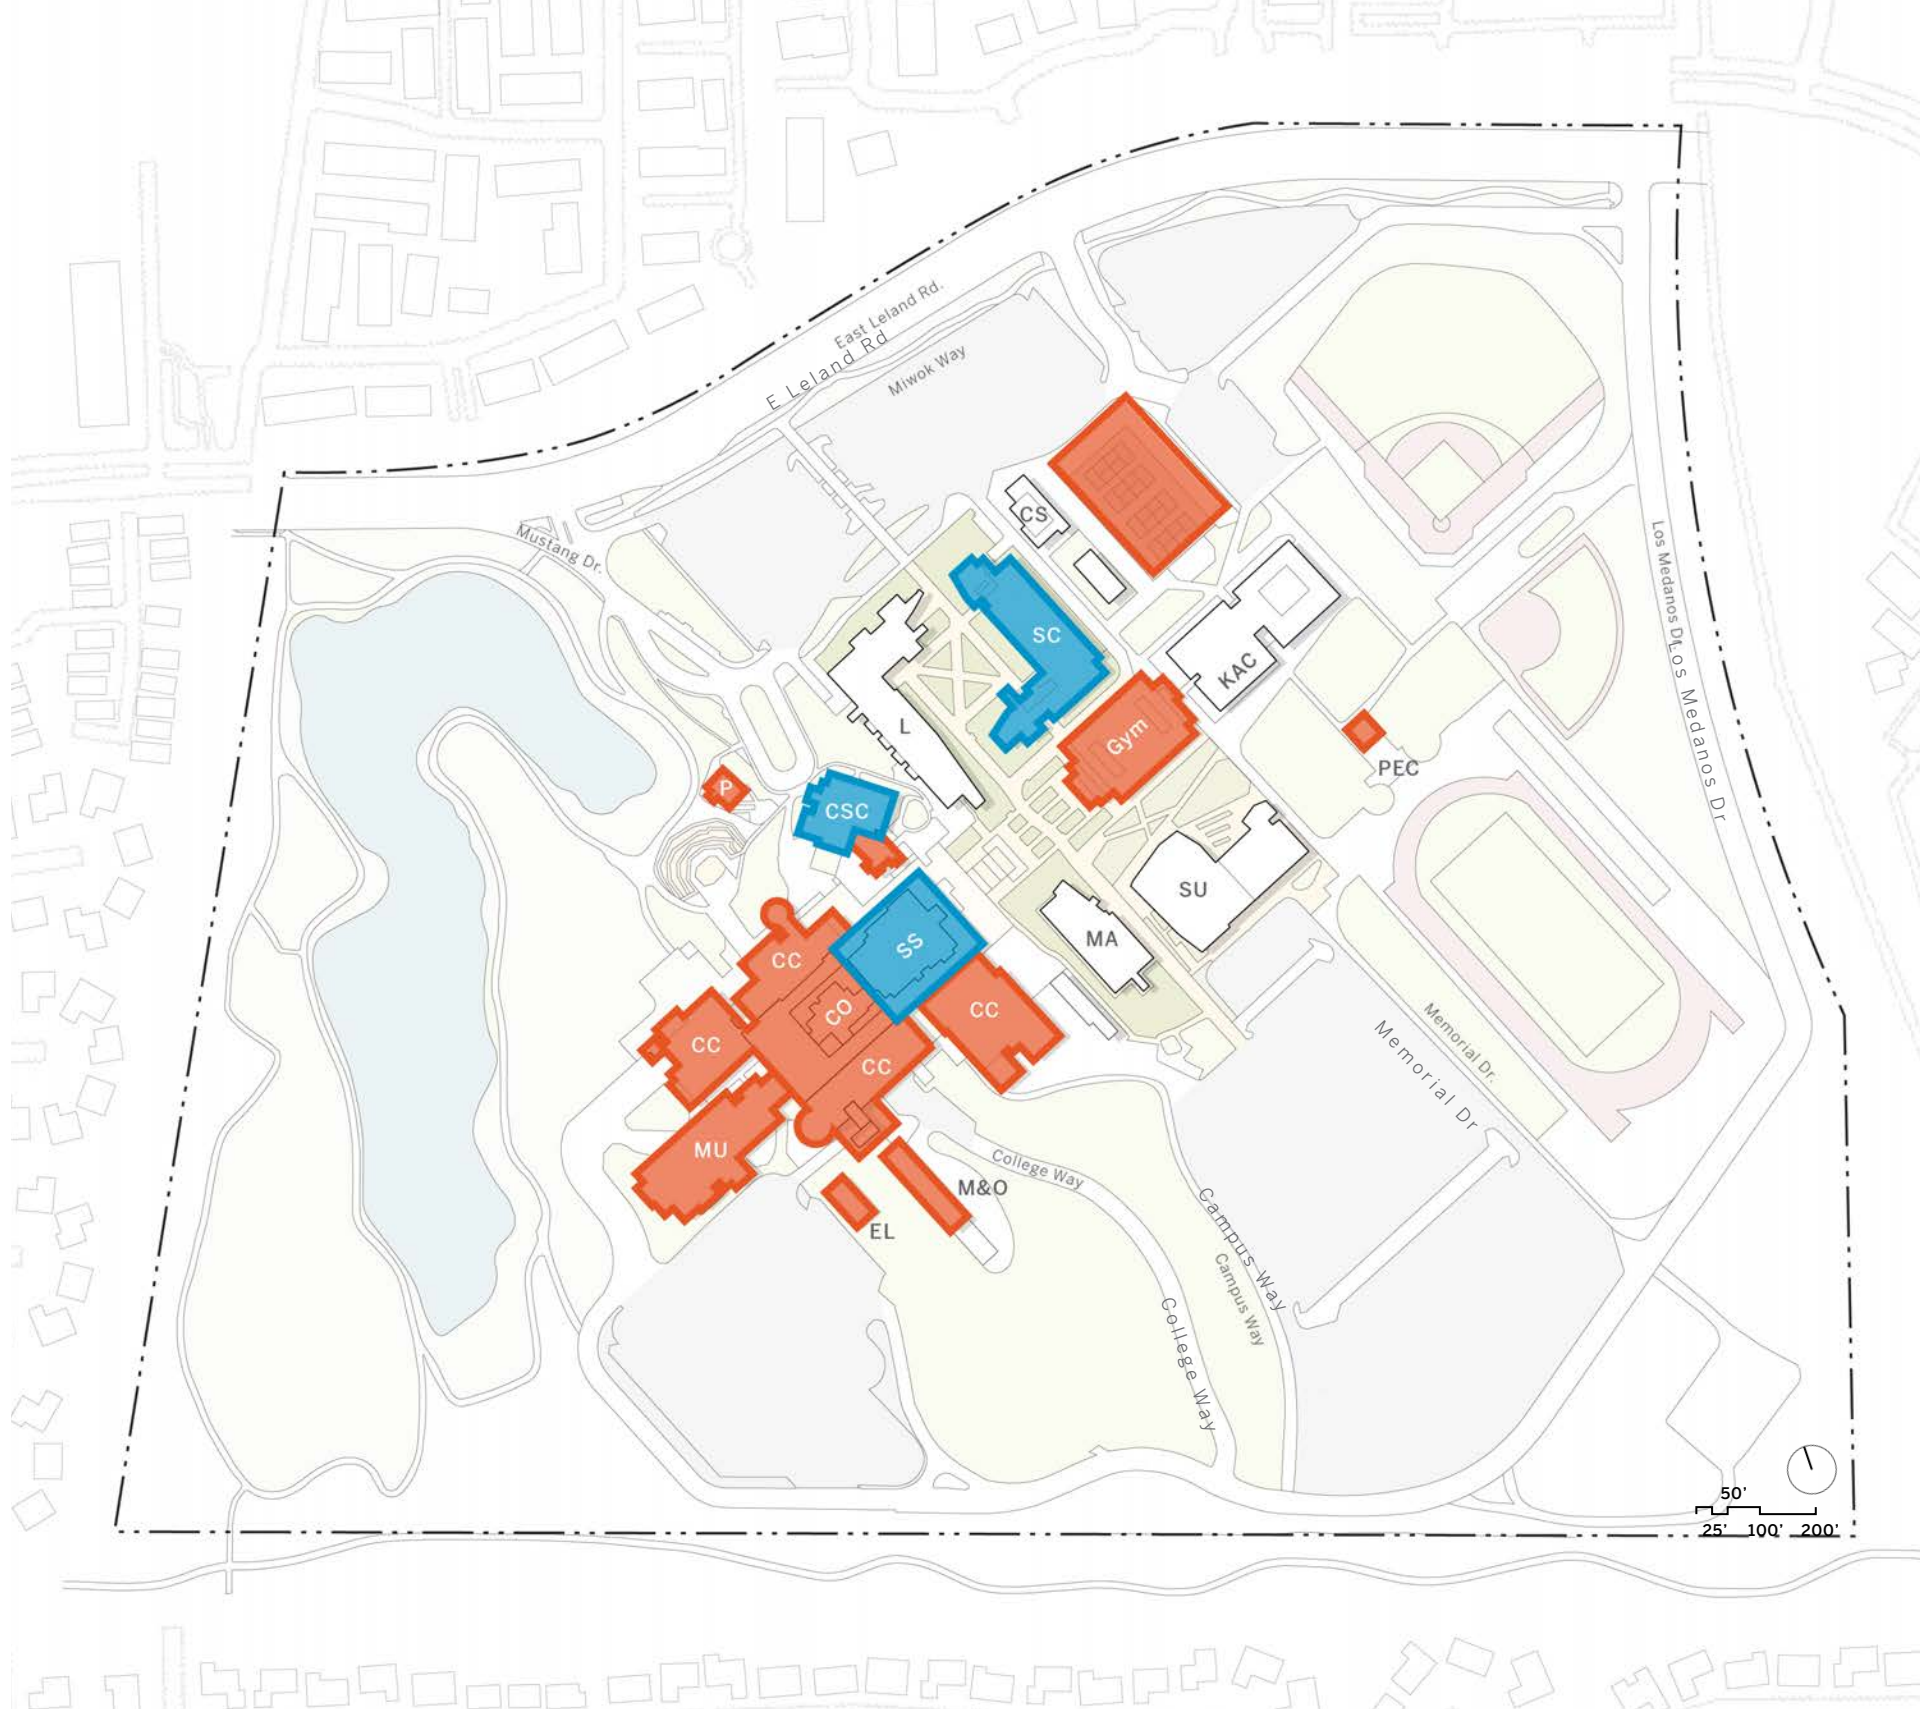 East Leland Rd.
E Leland Rd
Miwok Way
Mustang Dr.
CS
SC
KAC
L
Gym
P
CSC
PEC
SU
SS
MA
CC
CO
CC
CC
CC
MU
M&O
EL
Los Medanos Dr.
Los Medanos Dr
Memorial Dr.
Memorial Dr
College Way
Campus Way
Campus Way
College Way
50'
25' 100' 200'